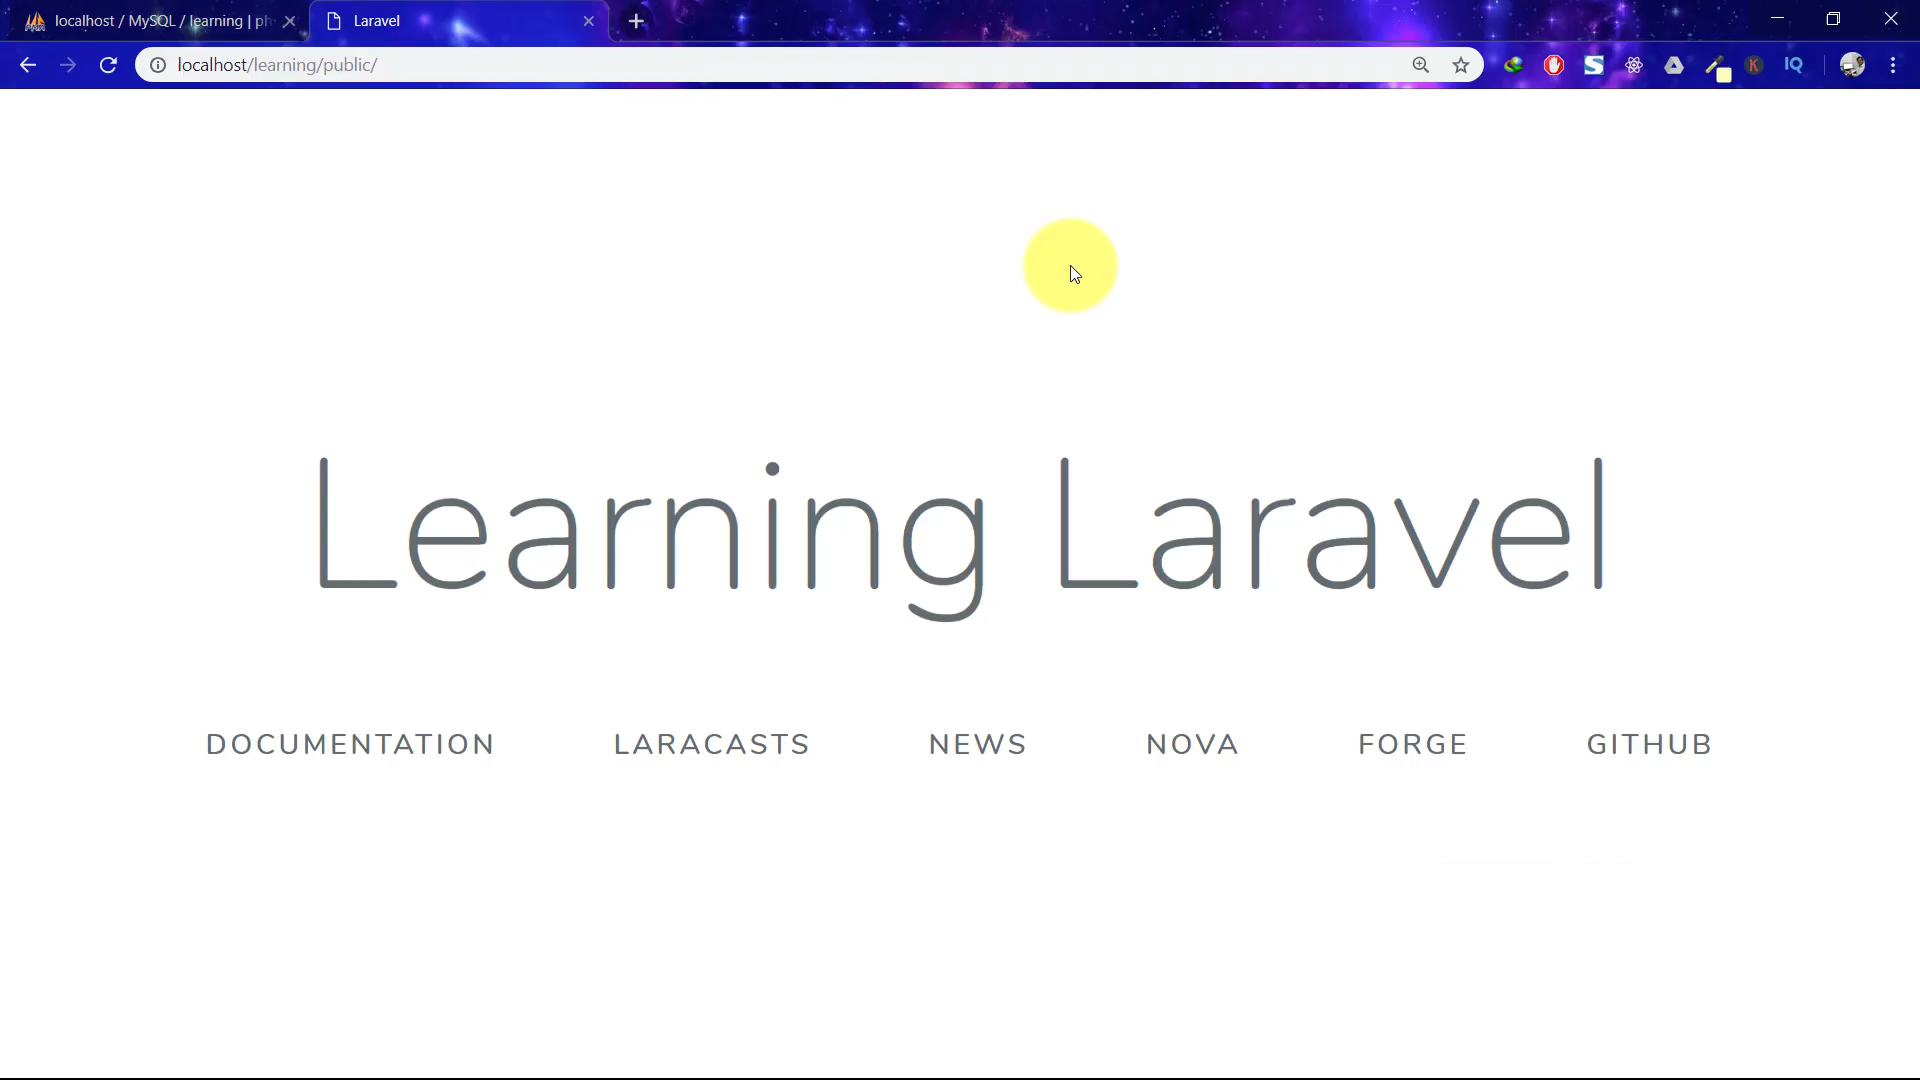 localhost / MySQL / learning | ph
Laravel
localhost/learning/public/
Learning Laravel
DOCUMENTATION LARACASTS NEWS NOVA FORGE GITHUB